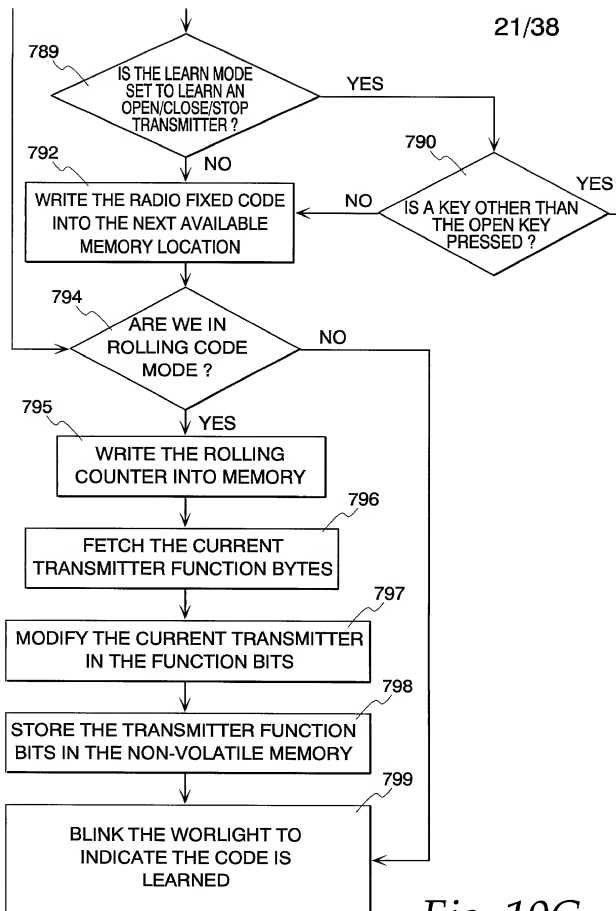 21/38
789
IS THE LEARN MODE
SET TO LEARN AN
OPEN/CLOSE/STOP
TRANSMITTER ?
YES
NO
790
IS A KEY OTHER THAN
THE OPEN KEY
PRESSED ?
YES
NO
792
WRITE THE RADIO FIXED CODE
INTO THE NEXT AVAILABLE
MEMORY LOCATION
794
ARE WE IN
ROLLING CODE
MODE ?
NO
YES
795
WRITE THE ROLLING
COUNTER INTO MEMORY
796
FETCH THE CURRENT
TRANSMITTER FUNCTION BYTES
797
MODIFY THE CURRENT TRANSMITTER
IN THE FUNCTION BITS
798
STORE THE TRANSMITTER FUNCTION
BITS IN THE NON-VOLATILE MEMORY
799
BLINK THE WORLIGHT TO
INDICATE THE CODE IS
LEARNED